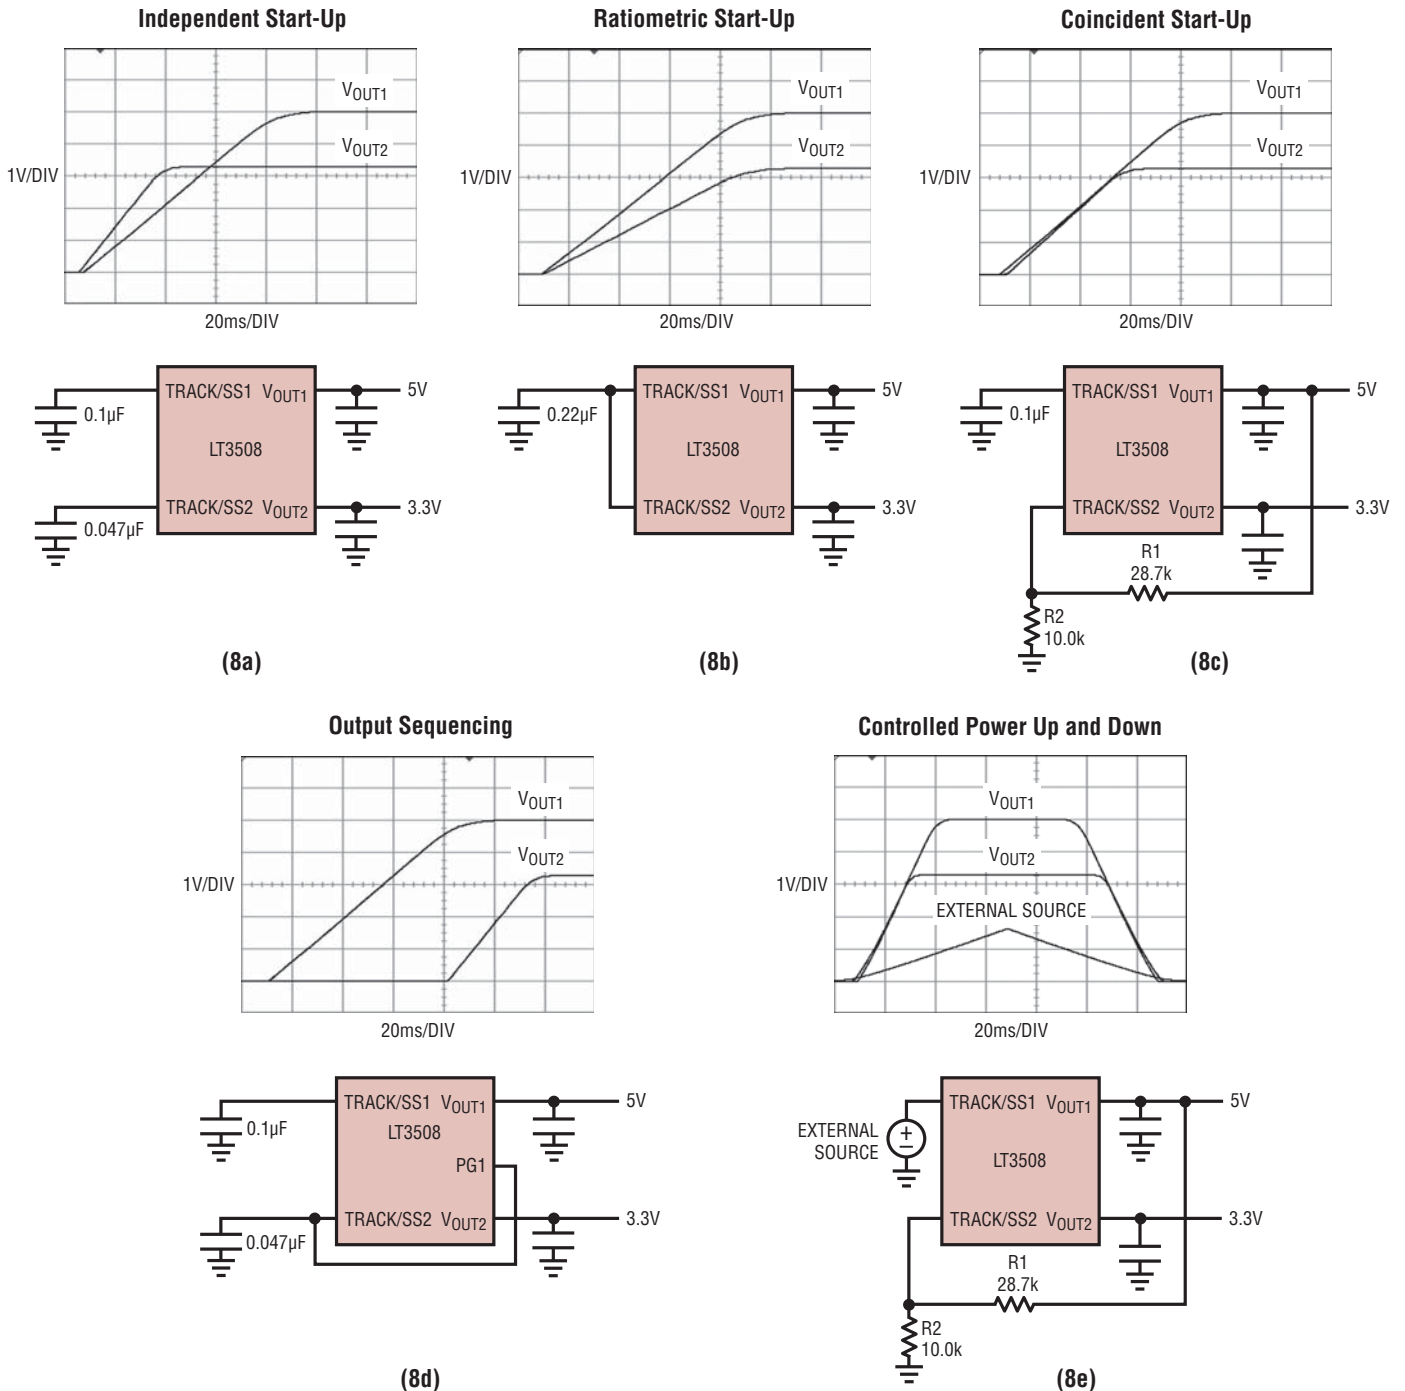 Independent Start-Up
VOUT1
VOUT2
1V/DIV
20ms/DIV
TRACK/SS1 VOUT1
5V
0.1µF
LT3508
TRACK/SS2 VOUT2
3.3V
0.047µF
(8a)
Ratiometric Start-Up
VOUT1
VOUT2
1V/DIV
20ms/DIV
TRACK/SS1 VOUT1
5V
0.22µF
LT3508
TRACK/SS2 VOUT2
3.3V
(8b)
Coincident Start-Up
VOUT1
VOUT2
1V/DIV
20ms/DIV
TRACK/SS1 VOUT1
5V
0.1µF
LT3508
TRACK/SS2 VOUT2
3.3V
R1
28.7k
R2
10.0k
(8c)
Output Sequencing
VOUT1
VOUT2
1V/DIV
20ms/DIV
TRACK/SS1 VOUT1
5V
0.1µF
LT3508
PG1
TRACK/SS2 VOUT2
3.3V
0.047µF
(8d)
Controlled Power Up and Down
VOUT1
VOUT2
1V/DIV
EXTERNAL SOURCE
20ms/DIV
TRACK/SS1 VOUT1
5V
EXTERNAL
SOURCE
+
−
LT3508
TRACK/SS2 VOUT2
3.3V
R1
28.7k
R2
10.0k
(8e)